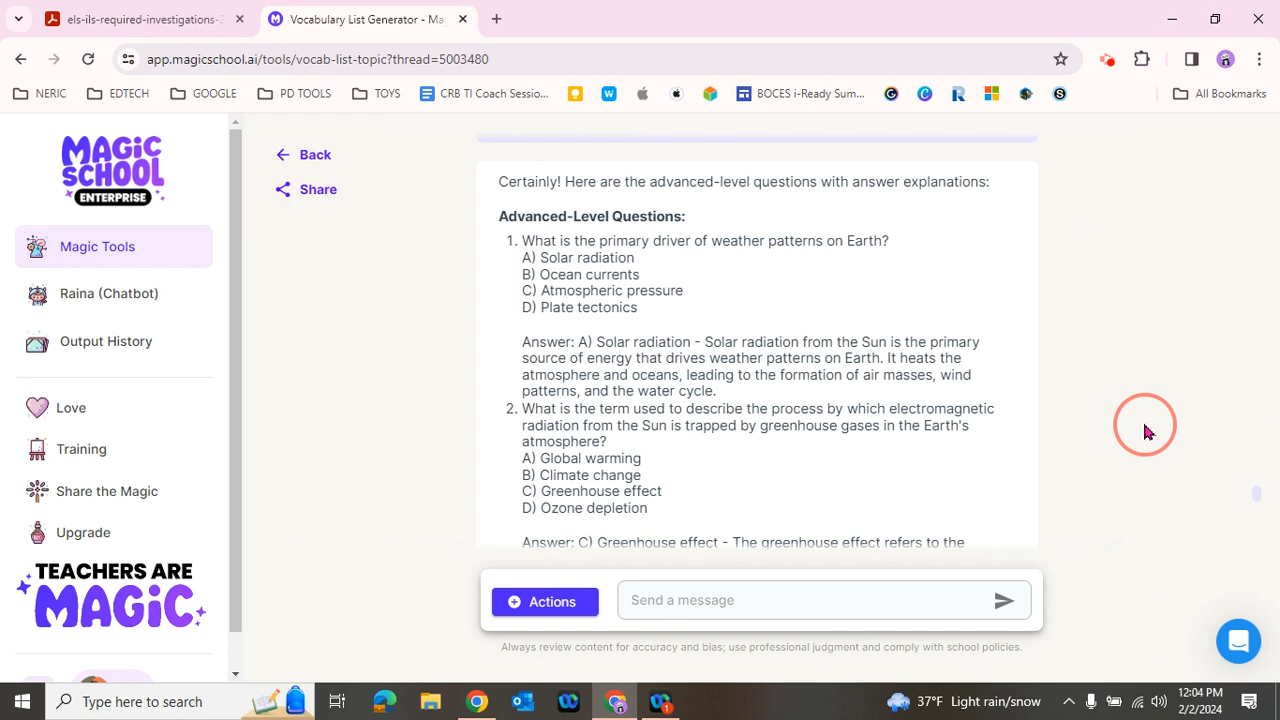 els-ils-required-investigations-
Vocabulary List Generator - Ma
app.magicschool.ai/tools/vocab-list-topic?thread=5003480
NERIC
EDTECH
GOOGLE
PD TOOLS
TOYS
CRB TI Coach Sessio...
BOCES i-Ready Sum...
All Bookmarks
MAGIC
SCHOOL
ENTERPRISE
Magic Tools
Raina (Chatbot)
Output History
Love
Training
Share the Magic
Upgrade
TEACHERS ARE
MAGIC
Back
Share
Certainly! Here are the advanced-level questions with answer explanations:
Advanced-Level Questions:
1. What is the primary driver of weather patterns on Earth?
A) Solar radiation
B) Ocean currents
C) Atmospheric pressure
D) Plate tectonics
Answer: A) Solar radiation - Solar radiation from the Sun is the primary
source of energy that drives weather patterns on Earth. It heats the
atmosphere and oceans, leading to the formation of air masses, wind
patterns, and the water cycle.
2. What is the term used to describe the process by which electromagnetic
radiation from the Sun is trapped by greenhouse gases in the Earth's
atmosphere?
A) Global warming
B) Climate change
C) Greenhouse effect
D) Ozone depletion
Answer: C) Greenhouse effect - The greenhouse effect refers to the
Actions
Send a message
Always review content for accuracy and bias; use professional judgment and comply with school policies.
Type here to search
37°F Light rain/snow
12:04 PM
2/2/2024